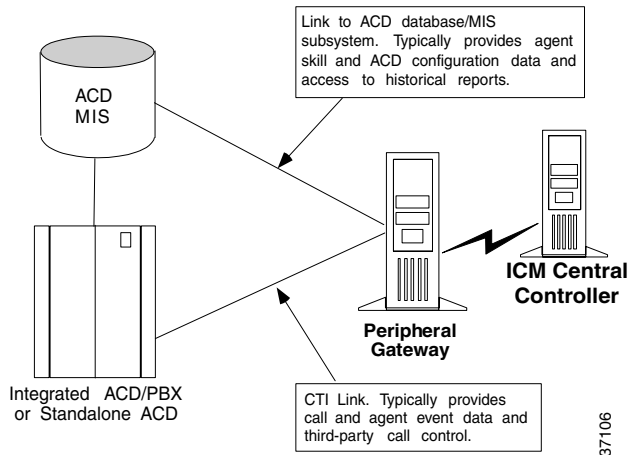 Link to ACD database/MIS
subsystem. Typically provides agent
skill and ACD configuration data and
access to historical reports.
ACD
MIS
ICM Central
Controller
Peripheral
Gateway
Integrated ACD/PBX
or Standalone ACD
CTI Link. Typically provides
call and agent event data and
third-party call control.
37106